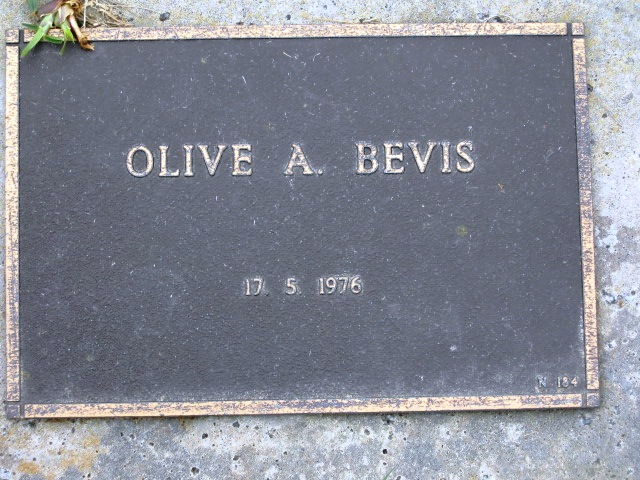 OLIVE A. BEVIS
17. 5. 1976
N 184